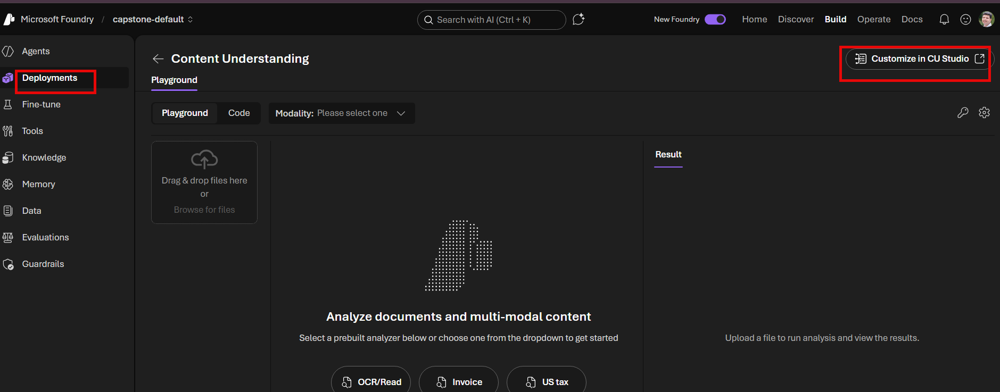 Microsoft Foundry / capstone-default
Search with AI (Ctrl + K)
New Foundry
Home
Discover
Build
Operate
Docs
Agents
Deployments
Fine-tune
Tools
Knowledge
Memory
Data
Evaluations
Guardrails
Content Understanding
Customize in CU Studio
Playground
Playground
Code
Modality: Please select one
Drag & drop files here
or
Browse for files
Analyze documents and multi-modal content
Select a prebuilt analyzer below or choose one from the dropdown to get started
OCR/Read
Invoice
US tax
Result
Upload a file to run analysis and view the results.